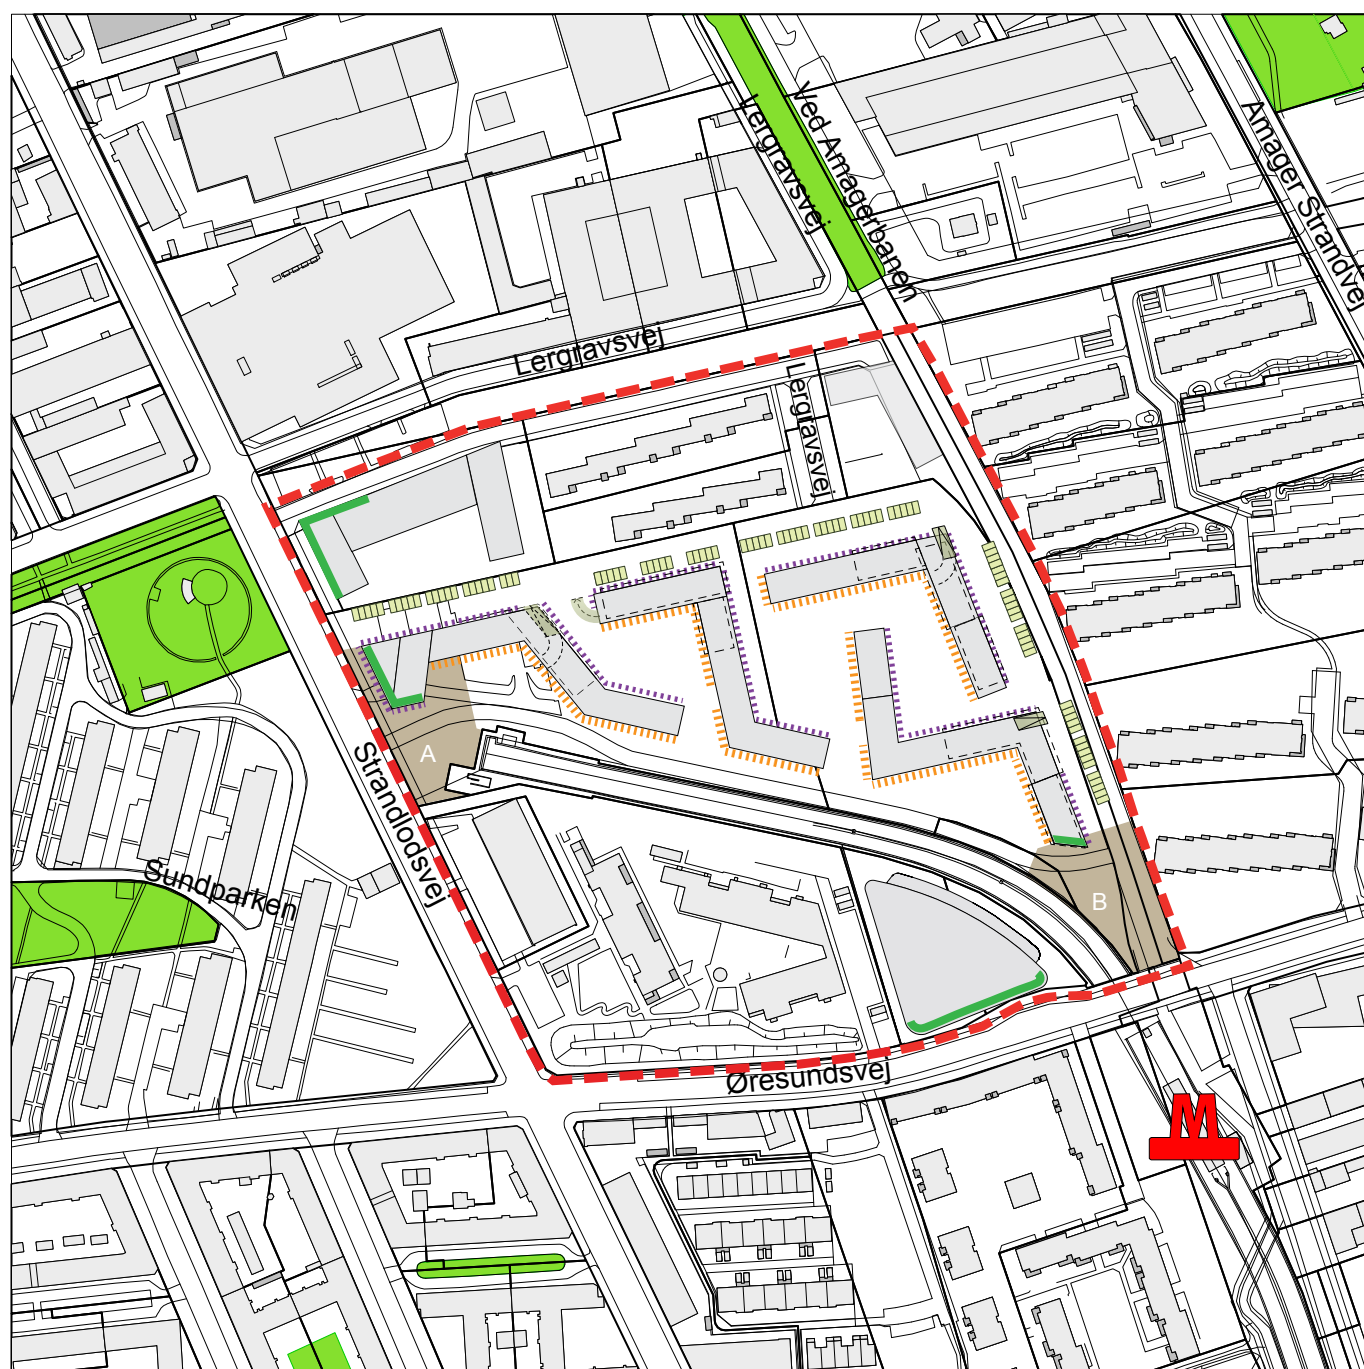 Lergravsvej
Ved Amagerbanen
Amager Strandvej
Lergravsvej
Lergravsvej
A
Strandlodsvej
Sundparken
B
Øresundsvej
M